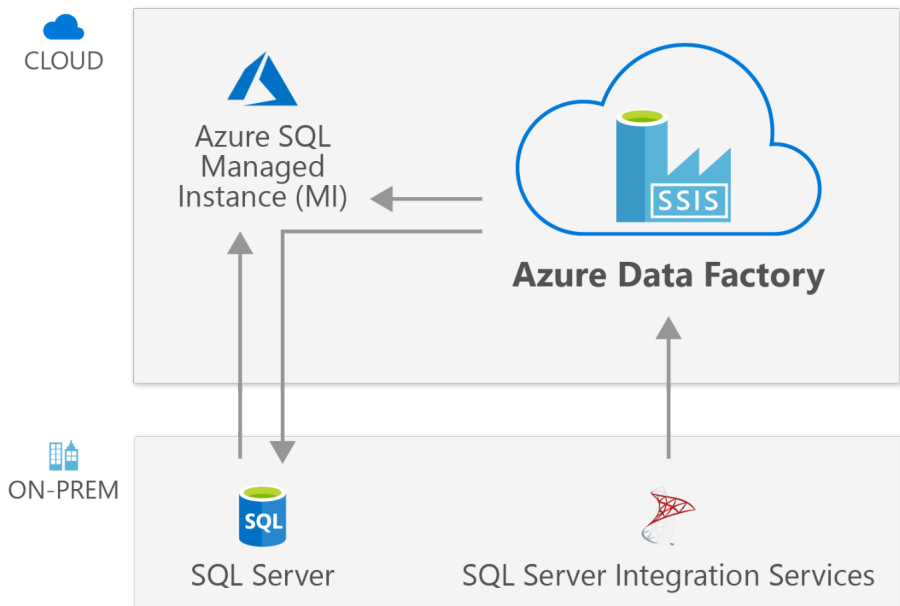 CLOUD
Azure SQL
Managed
Instance (MI)
SSIS
Azure Data Factory
ON-PREM
SQL
SQL Server
SQL Server Integration Services